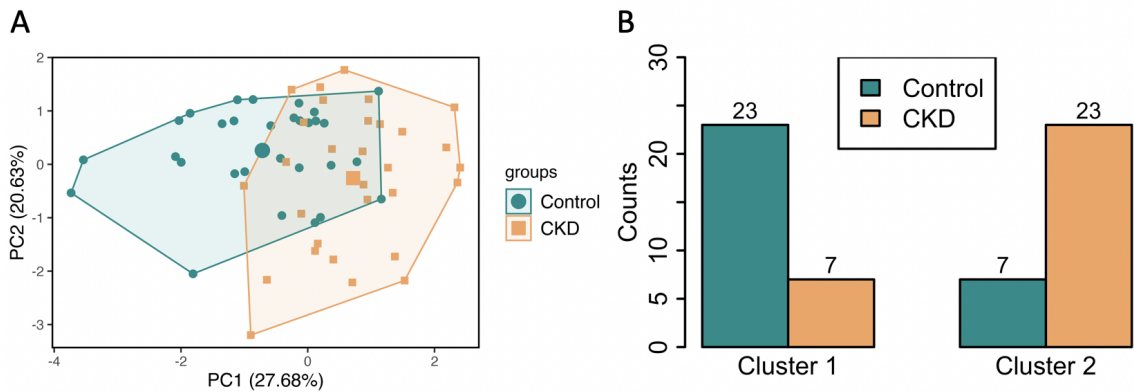 A
2
1
0
-1
-2
-3
PC2 (20.63%)
-4
-2
0
2
PC1 (27.68%)
groups
Control
CKD
B
30
20
10
5
0
Counts
Control
CKD
23
7
7
23
Cluster 1
Cluster 2